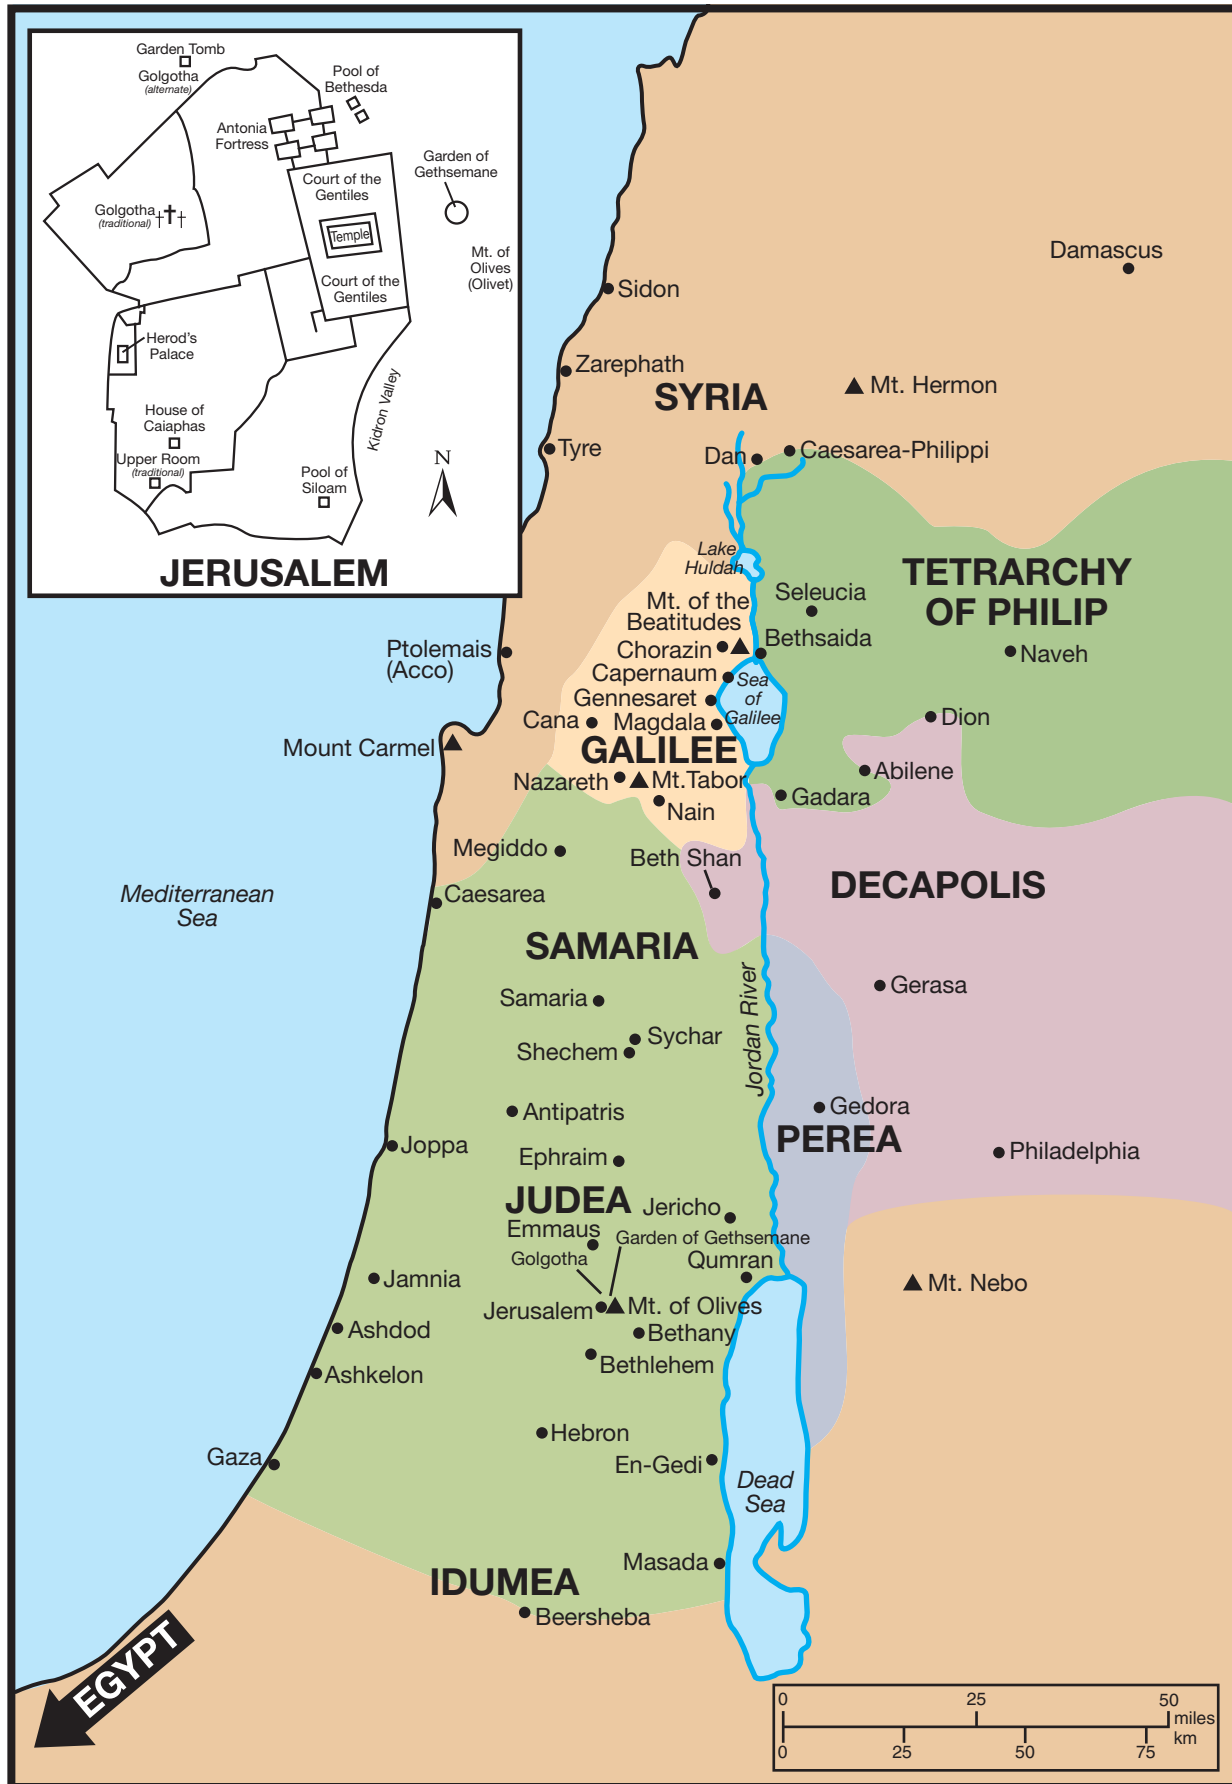 Garden Tomb
Golgotha
(alternate)
Pool of
Bethesda
Antonia
Fortress
Garden of
Gethsemane
Court of the
Gentiles
Golgotha
(traditional)
Temple
Mt. of
Olives
(Olivet)
Court of the
Gentiles
Herod's
Palace
House of
Caiaphas
Kidron Valley
Upper Room
(traditional)
Pool of
Siloam
N
JERUSALEM
Damascus
Sidon
Zarephath
SYRIA
Mt. Hermon
Tyre
Dan
Caesarea-Philippi
Lake
Huldah
TETRARCHY
OF PHILIP
Seleucia
Mt. of the
Beatitudes
Chorazin
Bethsaida
Naveh
Ptolemais
(Acco)
Capernaum
Sea
of
Galilee
Gennesaret
Cana
Magdala
Dion
Mount Carmel
GALILEE
Abilene
Nazareth
Mt.Tabor
Gadara
Nain
Megiddo
Beth Shan
DECAPOLIS
Mediterranean
Sea
Caesarea
SAMARIA
Samaria
Gerasa
Jordan River
Sychar
Shechem
Antipatris
Gedora
PEREA
Joppa
Ephraim
Philadelphia
JUDEA
Jericho
Emmaus
Garden of Gethsemane
Golgotha
Qumran
Jamnia
Mt. Nebo
Jerusalem
Mt. of Olives
Ashdod
Bethany
Bethlehem
Ashkelon
Hebron
Gaza
En-Gedi
Dead
Sea
Masada
IDUMEA
Beersheba
EGYPT
0 25 50
miles
km
0 25 50 75